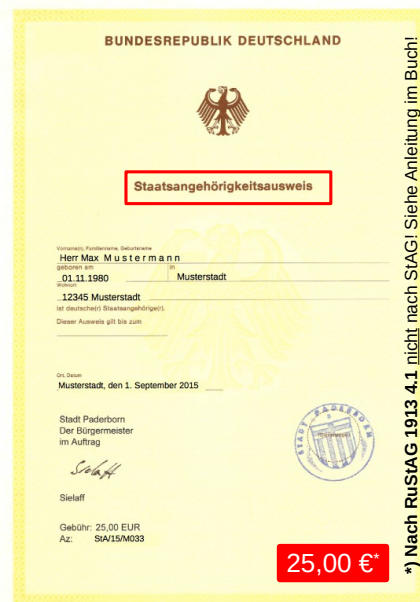 BUNDESREPUBLIK DEUTSCHLAND
Staatsangehörigkeitsausweis
Vorname(n), Familienname, Geburtsname
Herr Max Mustermann
geboren am
in
01.11.1980
Musterstadt
Wohnort
12345 Musterstadt
ist deutsche(r) Staatsangehörige(r).
Dieser Ausweis gilt bis zum
Ort, Datum
Musterstadt, den 1. September 2015
Stadt Paderborn
Der Bürgermeister
im Auftrag
Sielaff
Sielaff
Gebühr: 25,00 EUR
Az: StA/15/M033
STADT PADERBORN
25,00 €*
*) Nach RuStAG 1913 4.1 nicht nach StAG! Siehe Anleitung im Buch!